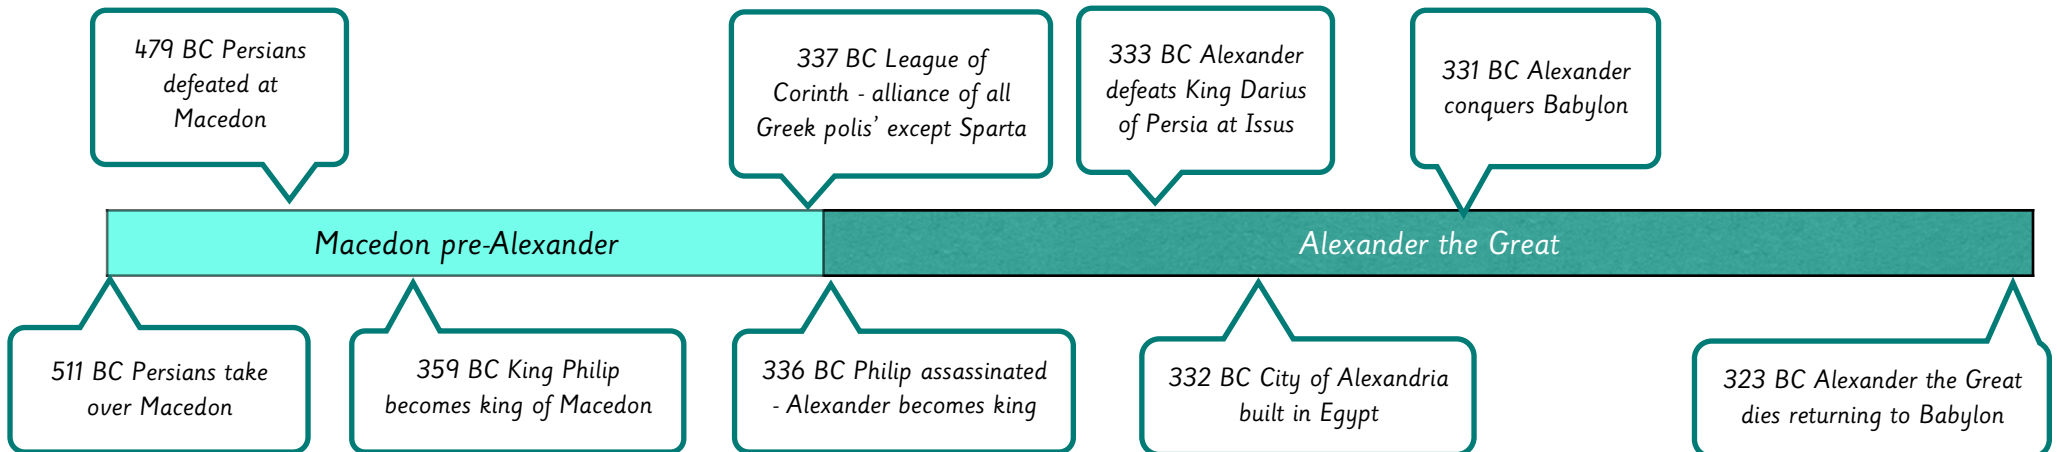 479 BC Persians
defeated at
Macedon
337 BC League of
Corinth - alliance of all
Greek polis’ except Sparta
333 BC Alexander
defeats King Darius
of Persia at Issus
331 BC Alexander
conquers Babylon
Macedon pre-Alexander
Alexander the Great
511 BC Persians take
over Macedon
359 BC King Philip
becomes king of Macedon
336 BC Philip assassinated
- Alexander becomes king
332 BC City of Alexandria
built in Egypt
323 BC Alexander the Great
dies returning to Babylon